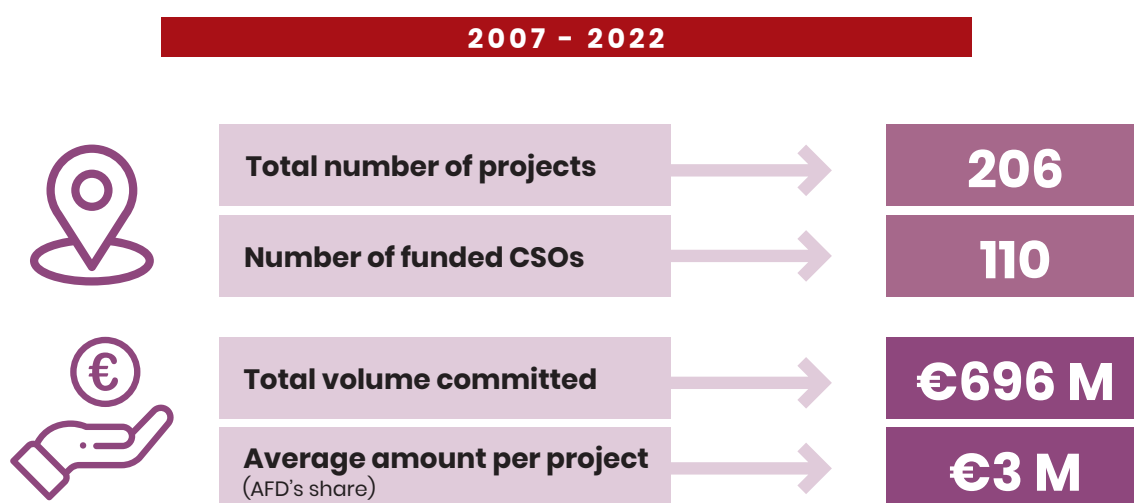 2007 - 2022
Total number of projects
206
Number of funded CSOs
110
€
Total volume committed
€696 M
Average amount per project
(AFD's share)
€3 M